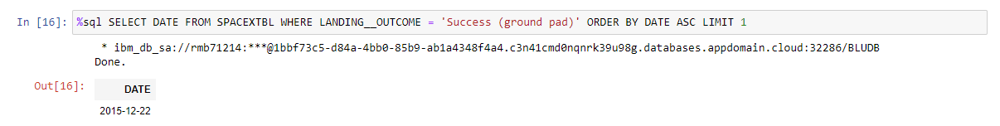 In [16]: %sql SELECT DATE FROM SPACEXTBL WHERE LANDING__OUTCOME = 'Success (ground pad)' ORDER BY DATE ASC LIMIT 1
* ibm_db_sa://rmb71214:***@1bbf73c5-d84a-4bb0-85b9-ab1a4348f4a4.c3n41cmd0nqnrk39u98g.databases.appdomain.cloud:32286/BLUDB
Done.
Out[16]: DATE
2015-12-22